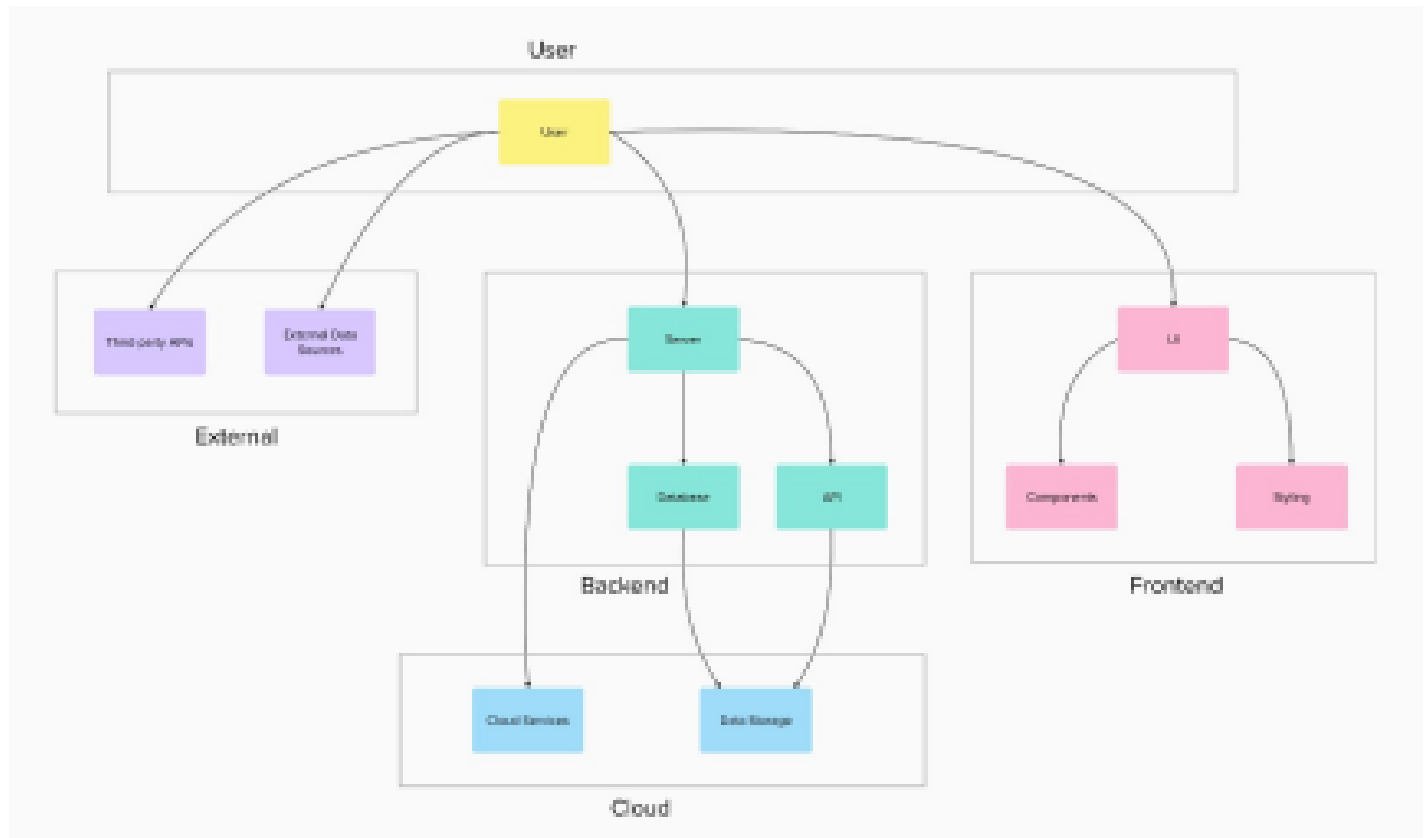 User
User
Third-party APIs
External Data
Sources
External
Server
Database
API
Backend
UI
Components
Styling
Frontend
Cloud Services
Data Storage
Cloud